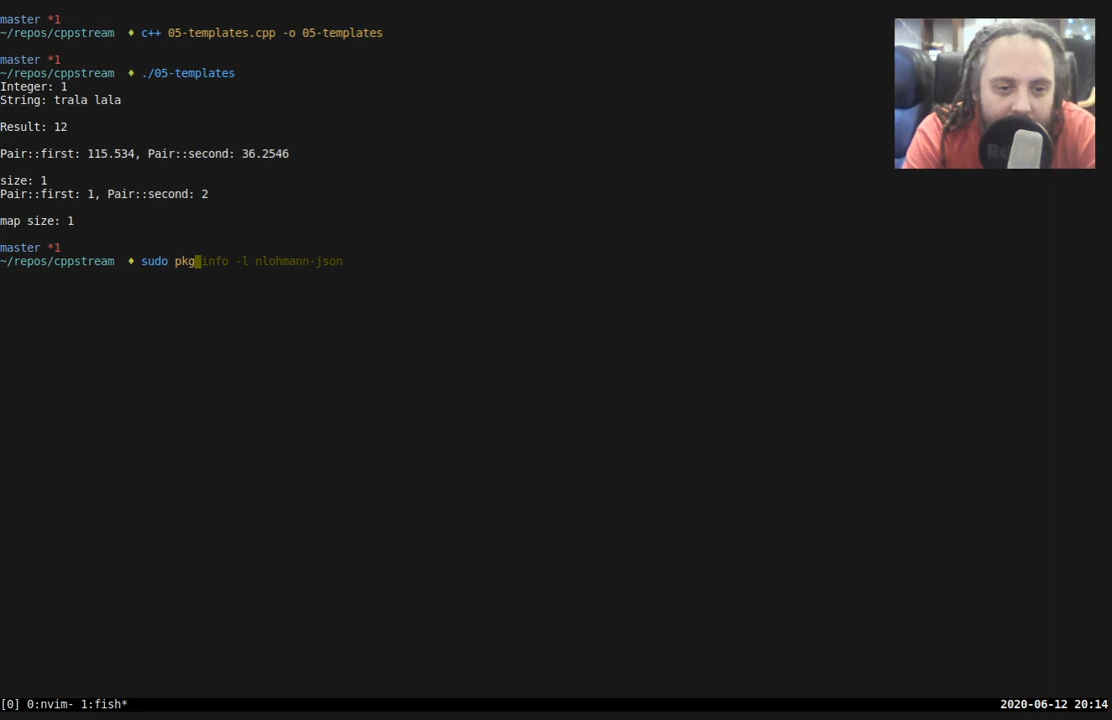 master *1
~/repos/cppstream ♦ c++ 05-templates.cpp -o 05-templates
master *1
~/repos/cppstream ♦ ./05-templates
Integer: 1
String: trala lala
Result: 12
Pair::first: 115.534, Pair::second: 36.2546
size: 1
Pair::first: 1, Pair::second: 2
map size: 1
master *1
~/repos/cppstream ♦ sudo pkg info -l nlohmann-json
[0] 0:nvim- 1:fish* 2020-06-12 20:14